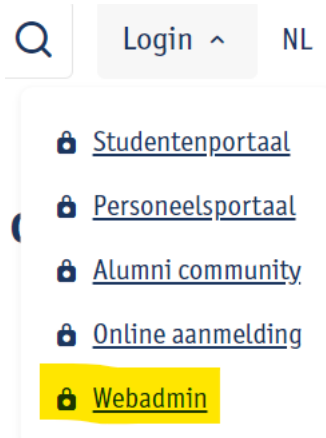 Login NL
Studentenportaal
Personeelsportaal
Alumni community
Online aanmelding
Webadmin